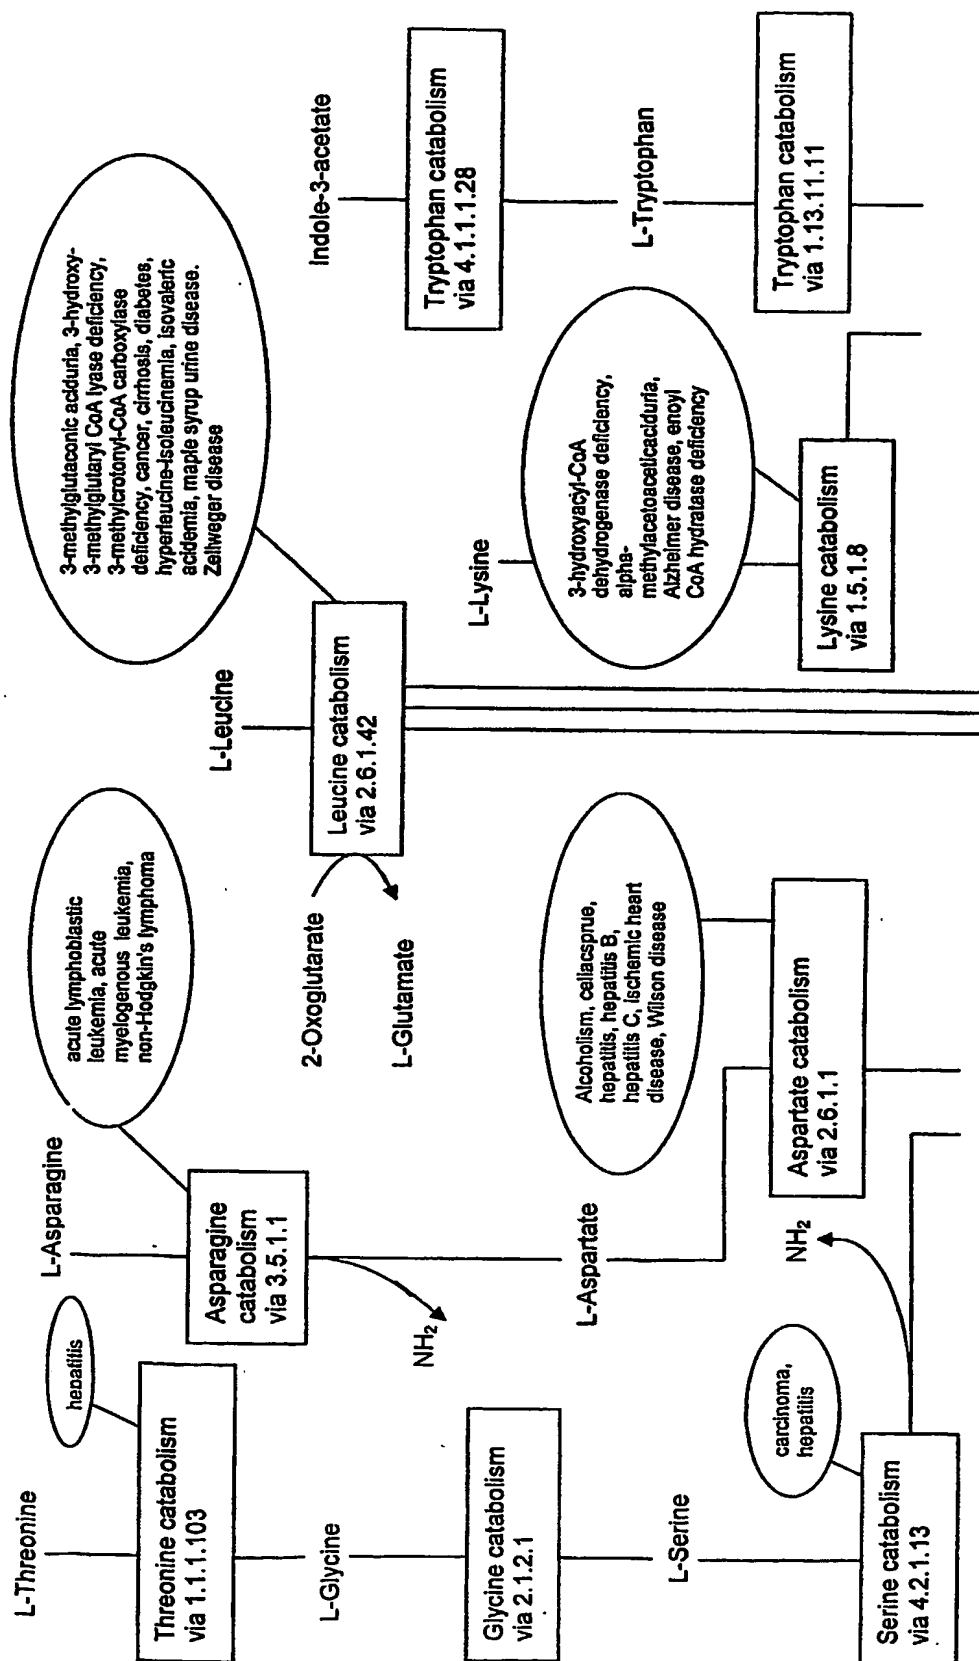 L-Threonine
hepatitis
Threonine catabolism
via 1.1.1.103
L-Glycine
Glycine catabolism
via 2.1.2.1
L-Serine
carcinoma,
hepatitis
Serine catabolism
via 4.2.1.13
NH2
L-Asparagine
acute lymphoblastic
leukemia, acute
myelogenous leukemia,
non-Hodgkin's lymphoma
Asparagine
catabolism
via 3.5.1.1
NH2
L-Aspartate
Alcoholism, celiacsprue,
hepatitis, hepatitis B,
hepatitis C, ischemic heart
disease, Wilson disease
Aspartate catabolism
via 2.6.1.1
L-Leucine
3-methylglutaconic aciduria, 3-hydroxy-
3-methylglutaryl CoA lyase deficiency,
3-methylcrotonyl-CoA carboxylase
deficiency, cancer, cirrhosis, diabetes,
hyperleucine-isoleucinemia, isovaleric
acidemia, maple syrup urine disease.
Zellweger disease
Leucine catabolism
via 2.6.1.42
2-Oxoglutarate
L-Glutamate
L-Lysine
3-hydroxyacyl-CoA
dehydrogenase deficiency,
alpha-
methylacetoaceticaciduria,
Alzheimer disease, enoyl
CoA hydratase deficiency
Lysine catabolism
via 1.5.1.8
Indole-3-acetate
Tryptophan catabolism
via 4.1.1.1.28
L-Tryptophan
Tryptophan catabolism
via 1.13.11.11